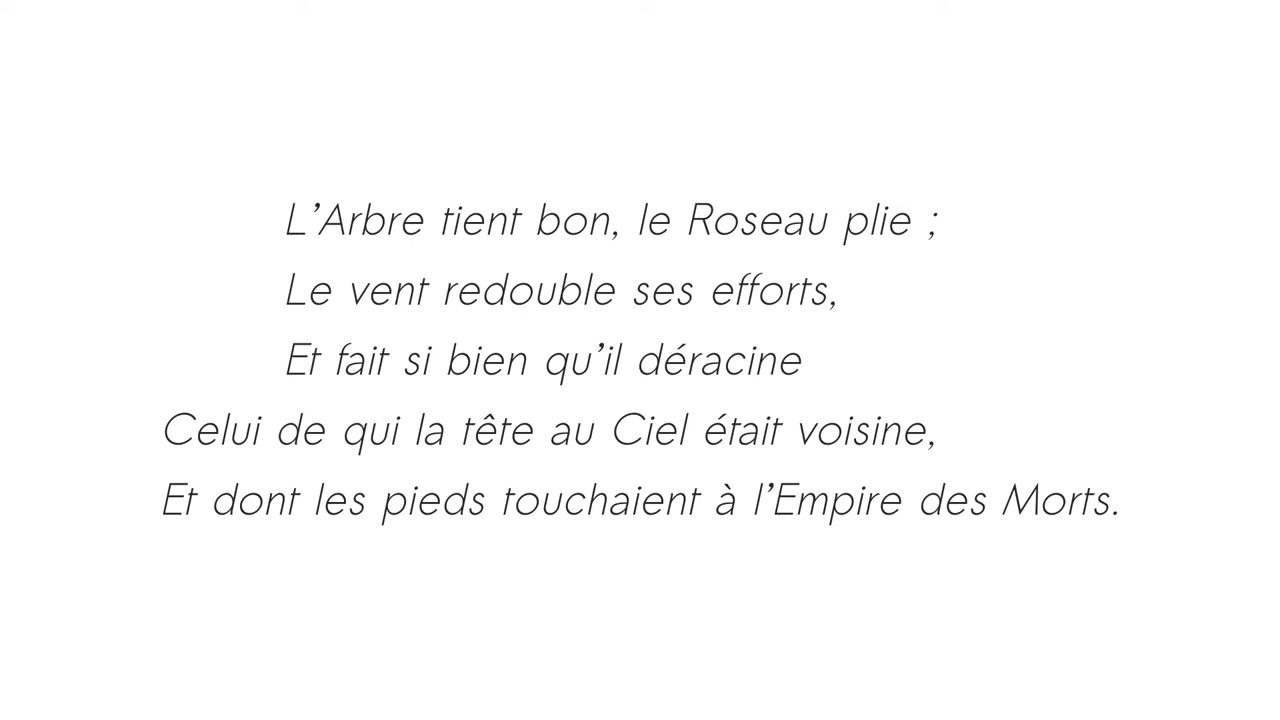 L’Arbre tient bon, le Roseau plie ;
Le vent redouble ses efforts,
Et fait si bien qu’il déracine
Celui de qui la tête au Ciel était voisine,
Et dont les pieds touchaient à l’Empire des Morts.